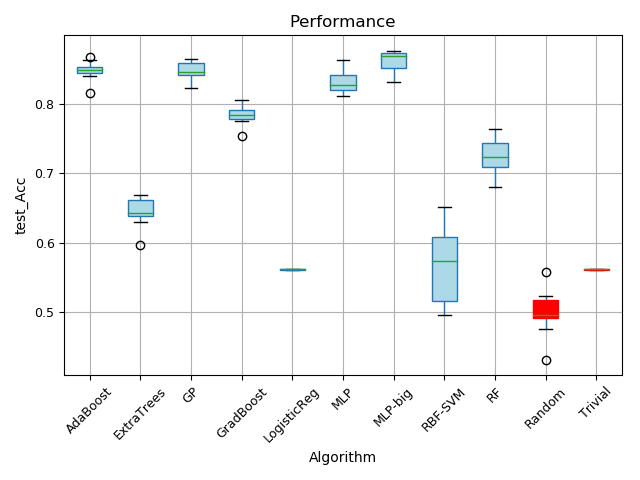 Performance
test_Acc
0.8
0.7
0.6
0.5
AdaBoost
ExtraTrees
GP
GradBoost
LogisticReg
MLP
MLP-big
RBF-SVM
RF
Random
Trivial
Algorithm